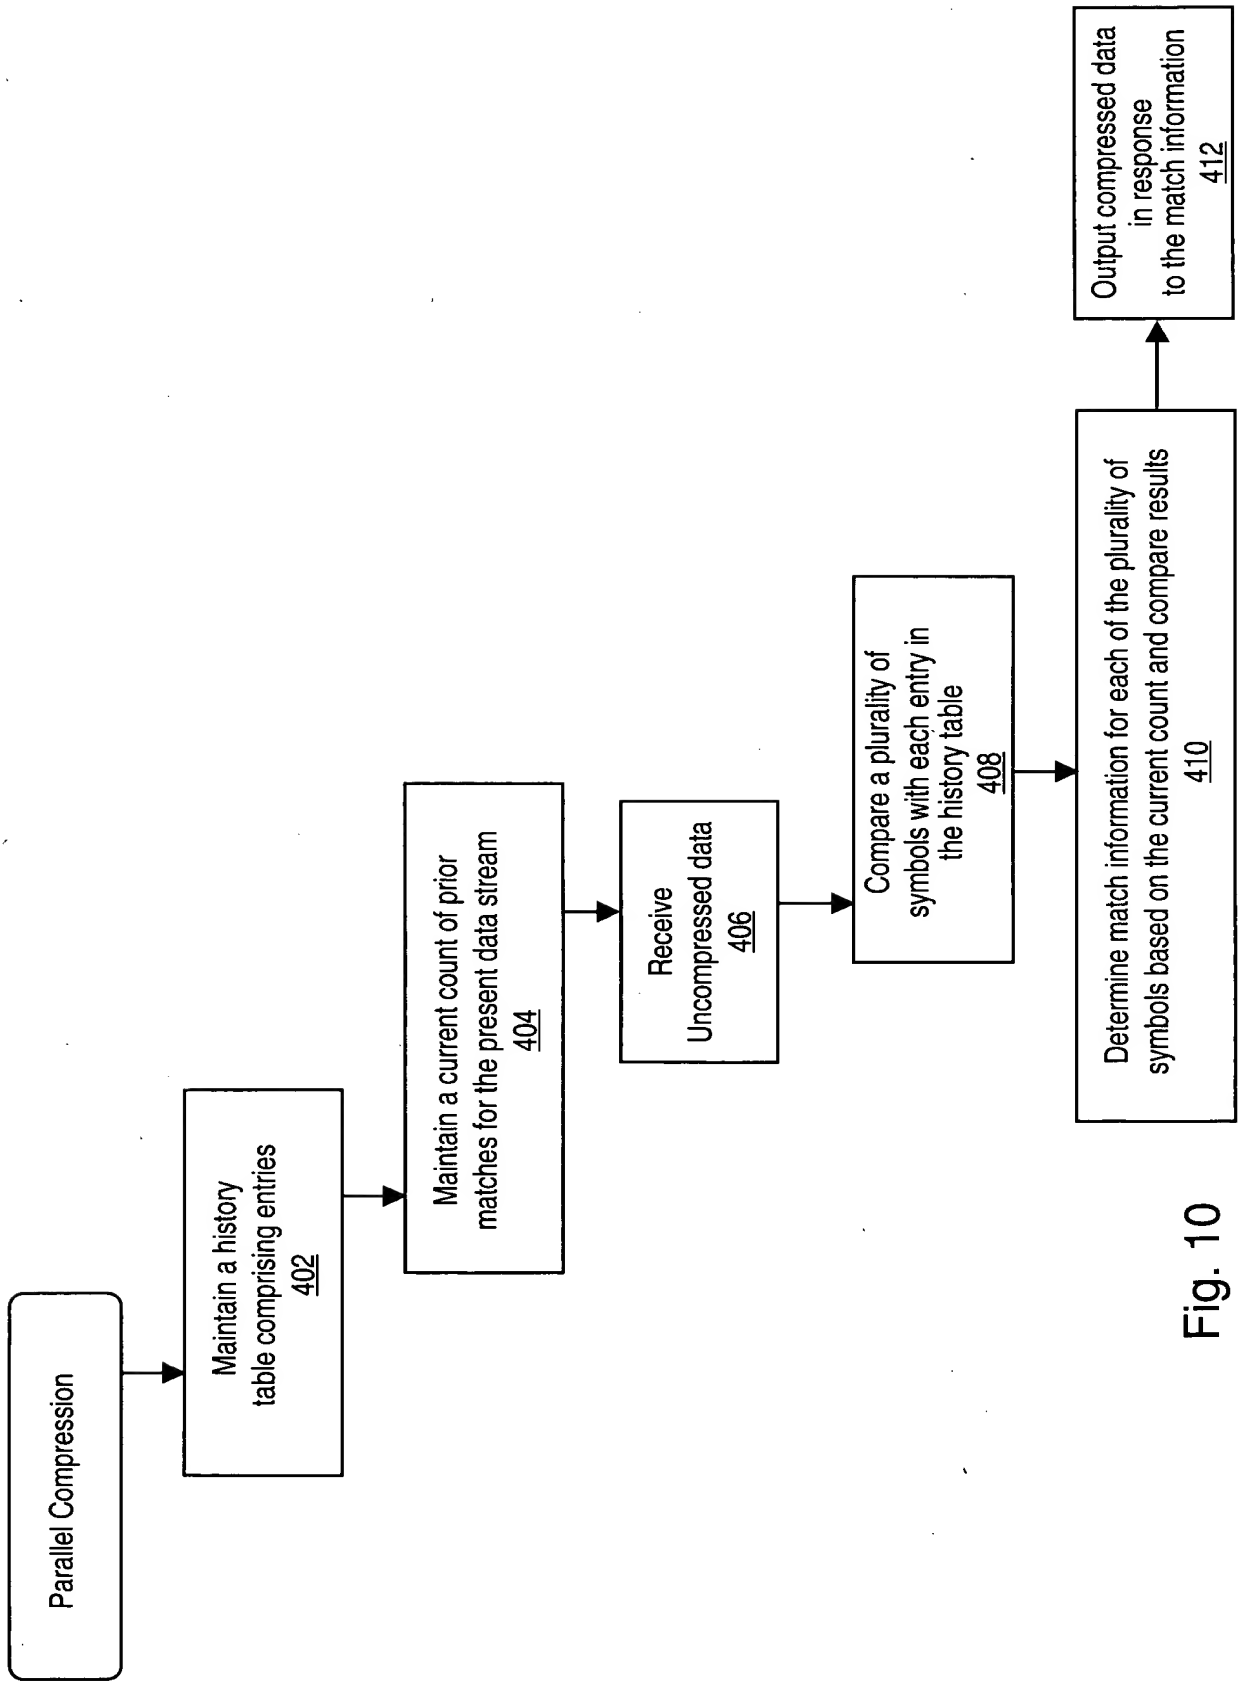 Parallel Compression
Maintain a history
table comprising entries
402
Maintain a current count of prior
matches for the present data stream
404
Receive
Uncompressed data
406
Compare a plurality of
symbols with each entry in
the history table
408
Determine match information for each of the plurality of
symbols based on the current count and compare results
410
Output compressed data
in response
to the match information
412
Fig. 10